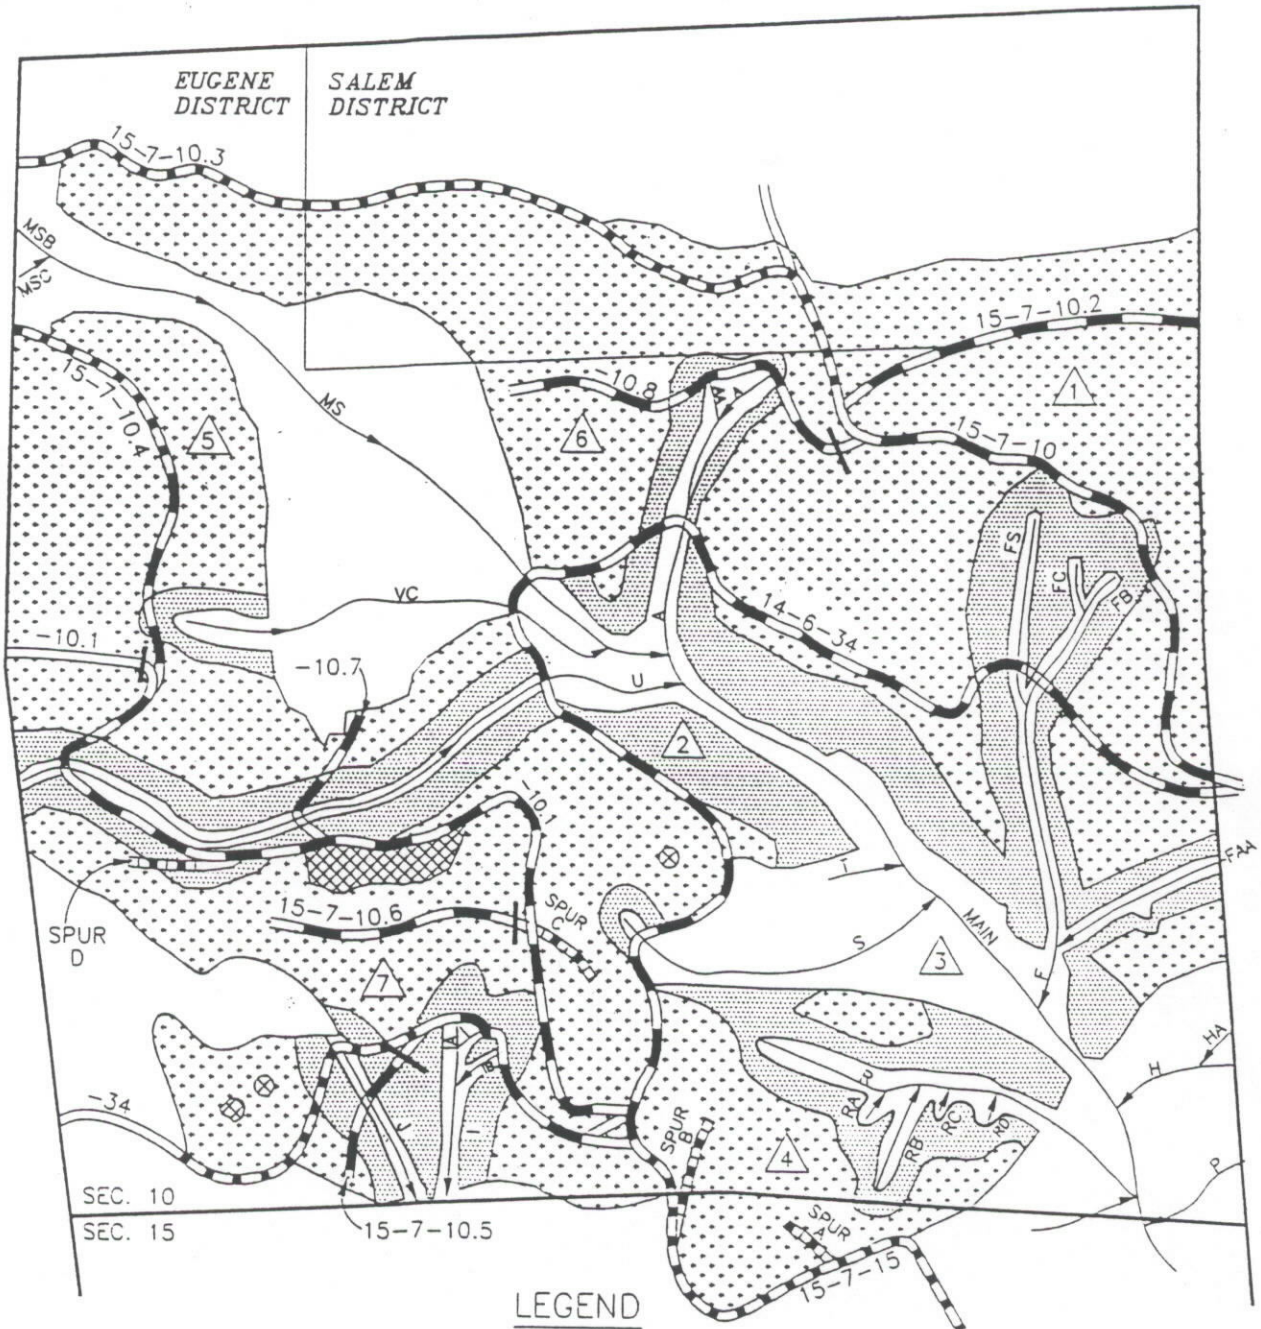 EUGENE
DISTRICT
SALEM
DISTRICT
15-7-10.3
MSB
MSC
15-7-10.2
15-7-10.4
MS
-10.8
AA
A
1
5
6
15-7-10
FS
FC
FB
VC
A
14-6-34
-10.1
-10.7
U
2
-10.1
T
FAA
SPUR
D
15-7-10.6
SPUR
C
S
MAIN
3
F
7
HA
H
R
RA
RB
RC
RD
-34
J
I
SPUR
B
4
P
SEC. 10
SEC. 15
15-7-10.5
SPUR
A
15-7-15
LEGEND